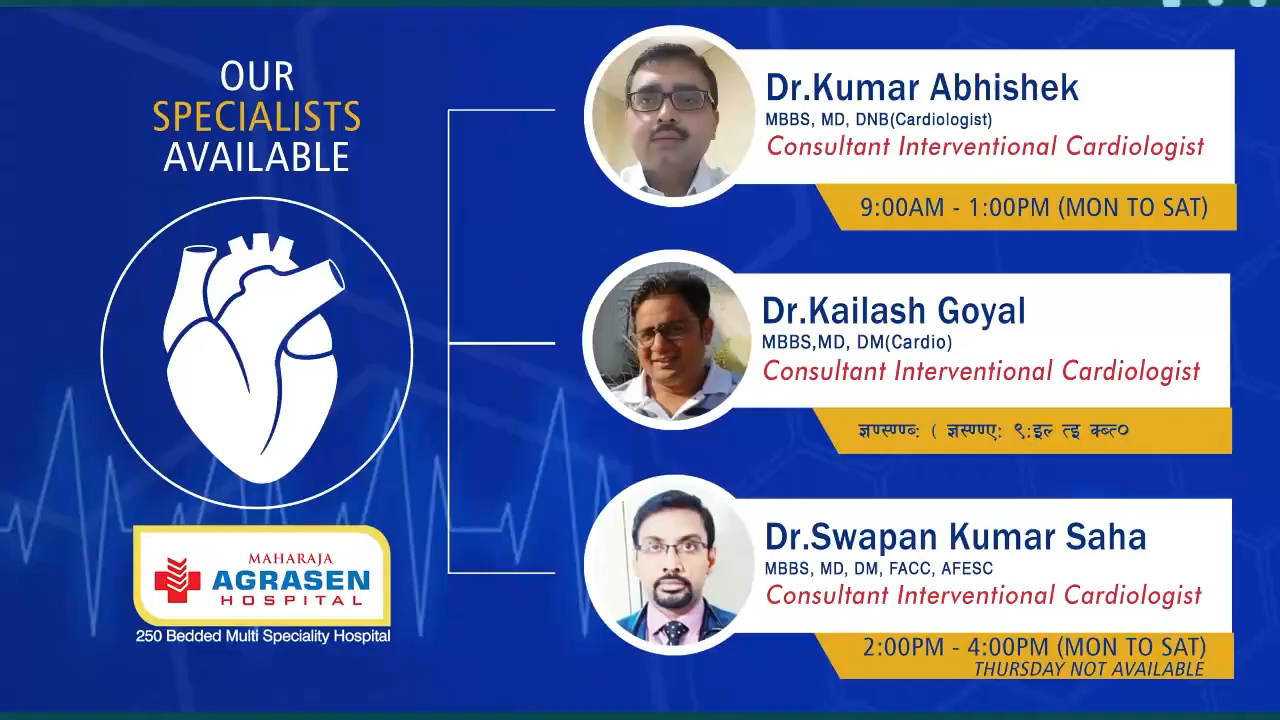 OUR
SPECIALISTS
AVAILABLE
MAHARAJA
AGRASEN
HOSPITAL
250 Bedded Multi Speciality Hospital
Dr.Kumar Abhishek
MBBS, MD, DNB(Cardiologist)
Consultant Interventional Cardiologist
9:00AM - 1:00PM (MON TO SAT)
Dr.Kailash Goyal
MBBS,MD, DM(Cardio)
Consultant Interventional Cardiologist
Dr.Swapan Kumar Saha
MBBS, MD, DM, FACC, AFESC
Consultant Interventional Cardiologist
2:00PM - 4:00PM (MON TO SAT)
THURSDAY NOT AVAILABLE